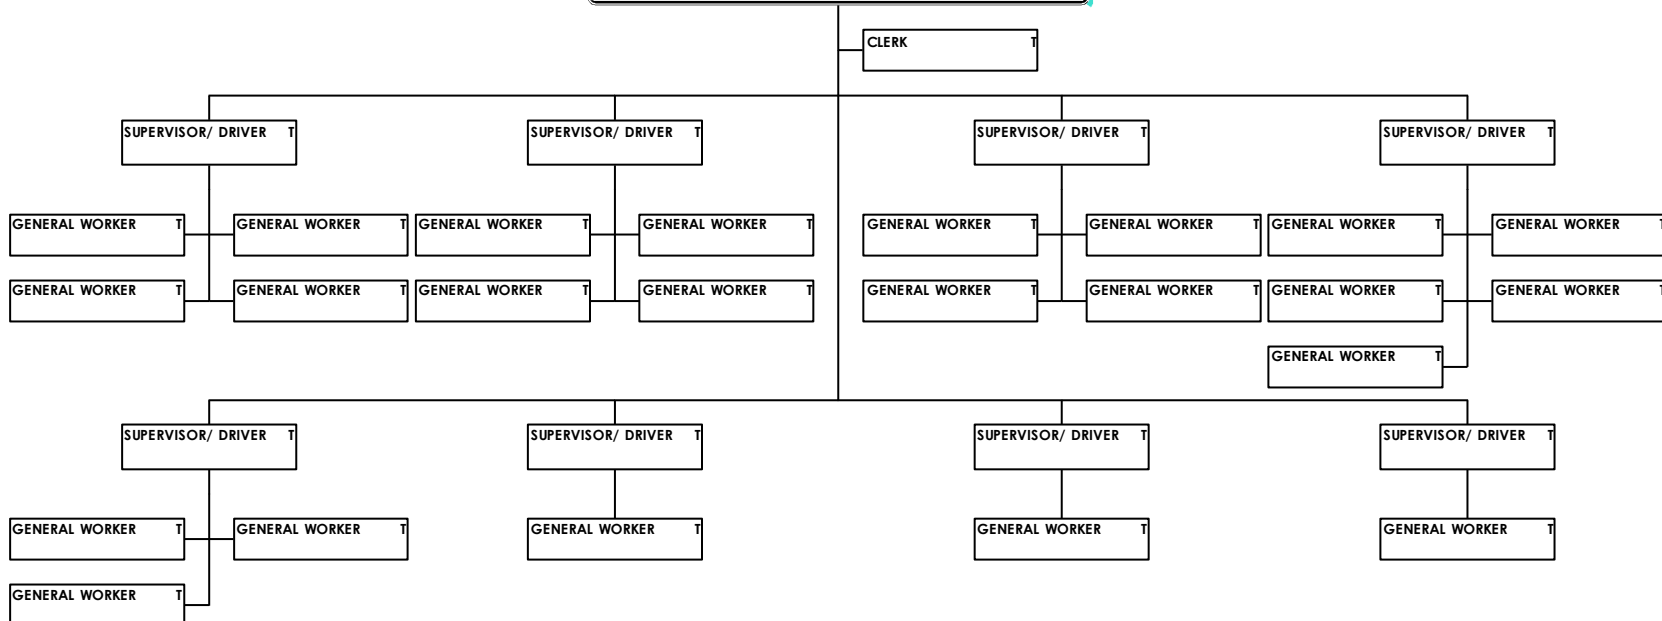 CLERK T
SUPERVISOR/ DRIVER T SUPERVISOR/ DRIVER T SUPERVISOR/ DRIVER T SUPERVISOR/ DRIVER T
GENERAL WORKER T GENERAL WORKER T GENERAL WORKER T GENERAL WORKER T GENERAL WORKER T GENERAL WORKER T GENERAL WORKER T GENERAL WORKER T
GENERAL WORKER T GENERAL WORKER T GENERAL WORKER T GENERAL WORKER T GENERAL WORKER T GENERAL WORKER T GENERAL WORKER T GENERAL WORKER T
GENERAL WORKER T
SUPERVISOR/ DRIVER T SUPERVISOR/ DRIVER T SUPERVISOR/ DRIVER T SUPERVISOR/ DRIVER T
GENERAL WORKER T GENERAL WORKER T GENERAL WORKER T GENERAL WORKER T GENERAL WORKER T
GENERAL WORKER T